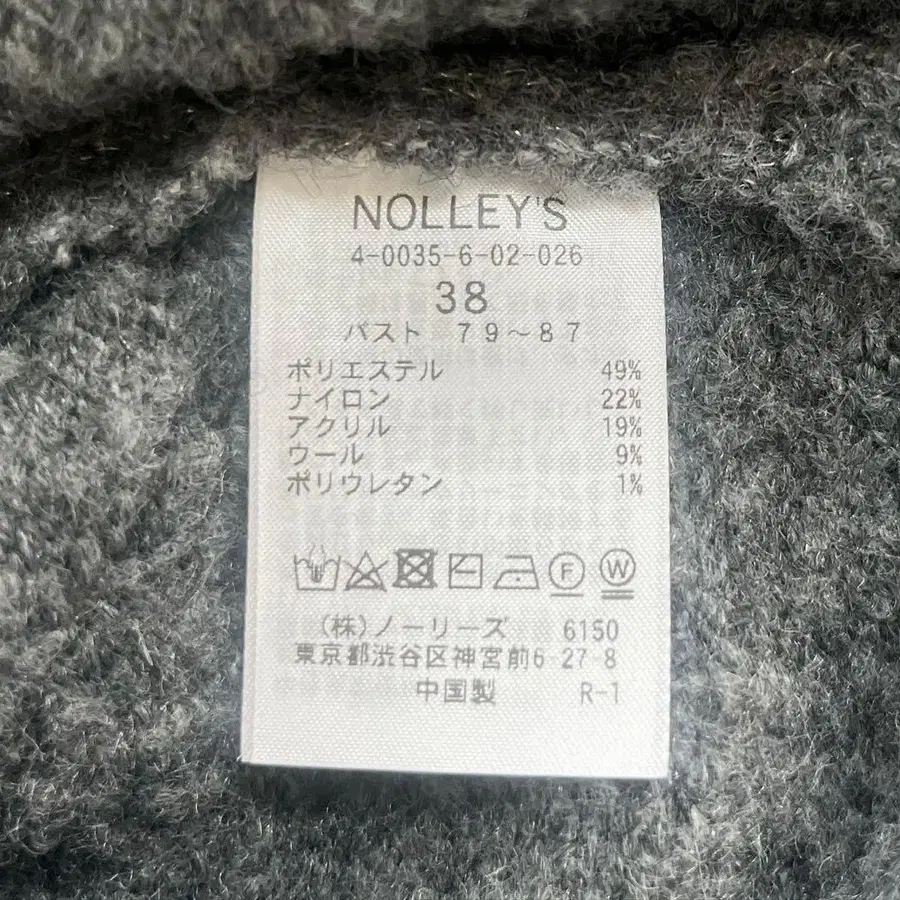 NOLLEY'S
4-0035-6-02-026
38
バスト 79～87
ポリエステル 49%
ナイロン 22%
アクリル 19%
ウール 9%
ポリウレタン 1%
F W
(株)ノーリーズ 6150
東京都渋谷区神宮前6-27-8
中国製 R-1